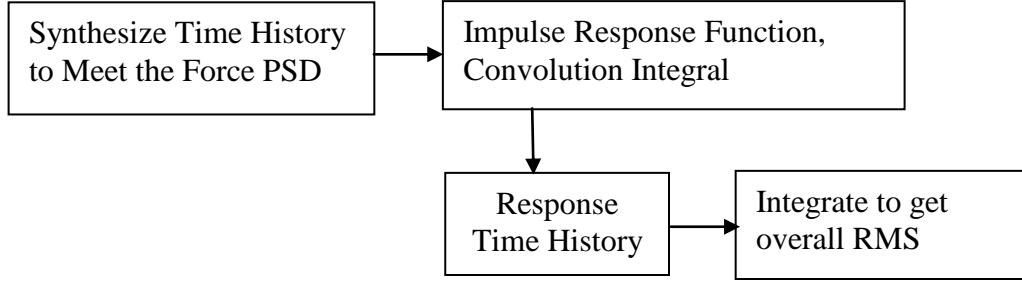 Synthesize Time History
to Meet the Force PSD
Impulse Response Function,
Convolution Integral
Response
Time History
Integrate to get
overall RMS